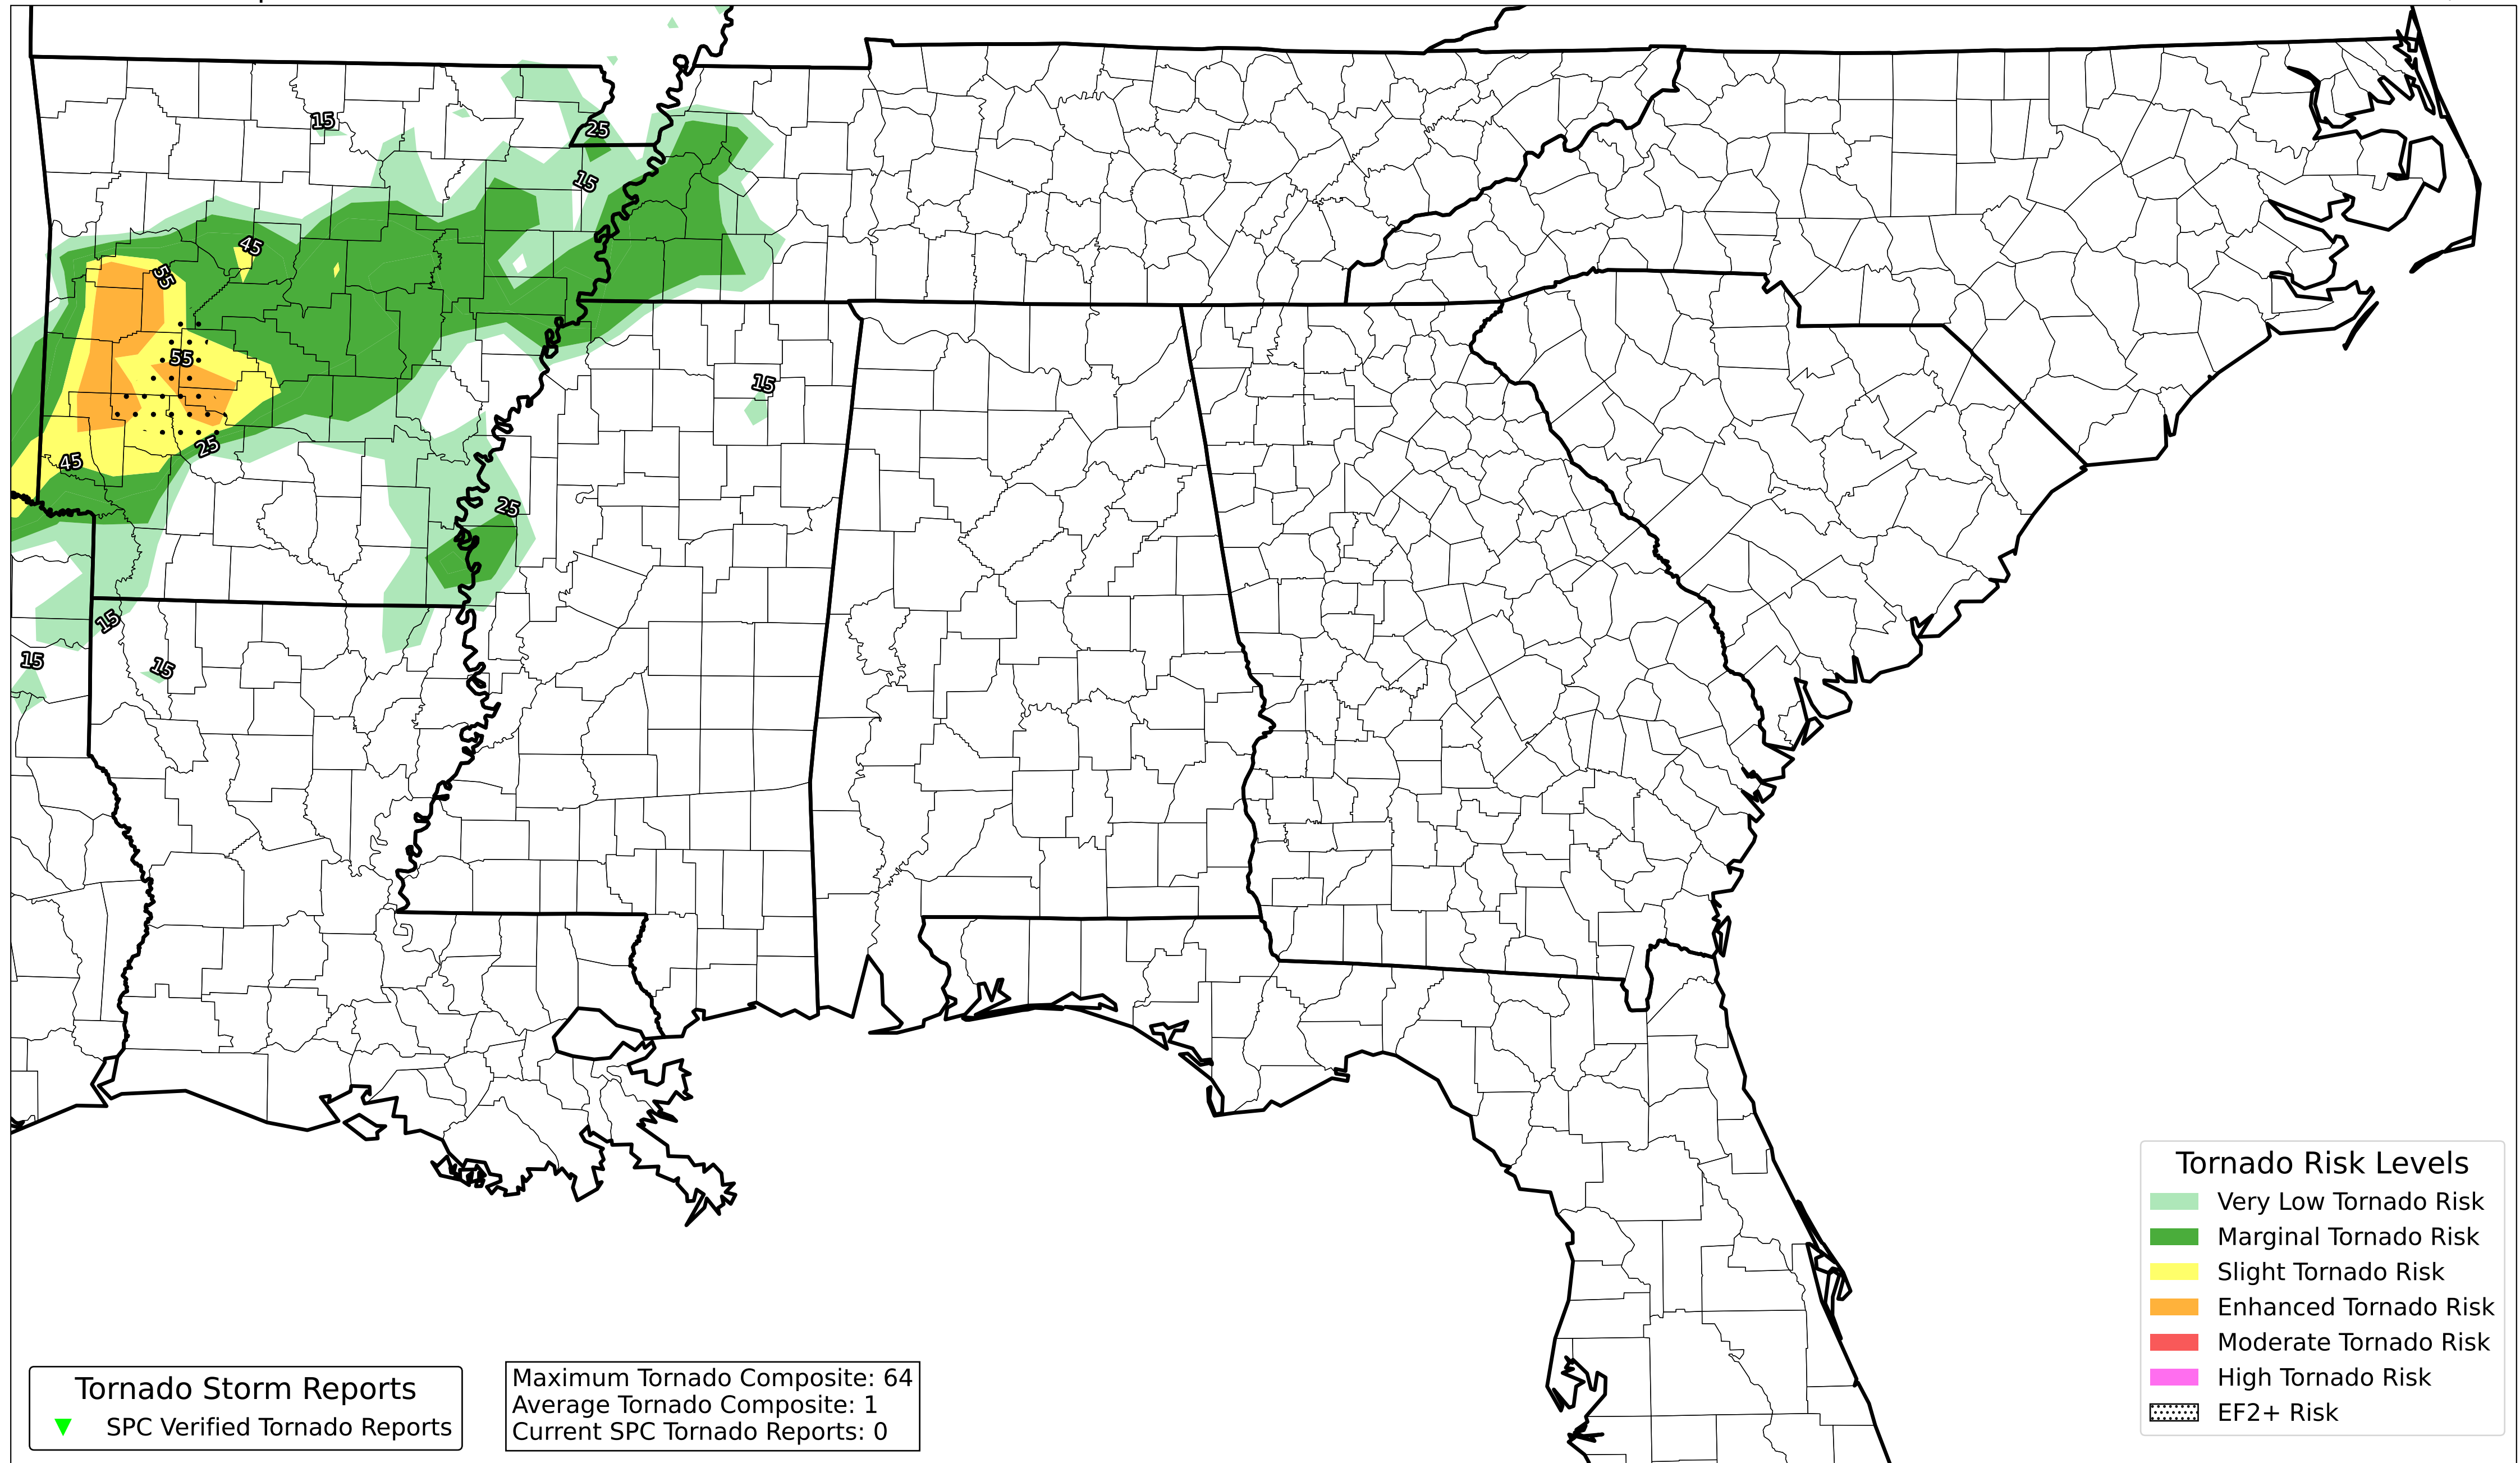 15
25
15
45
55
55
15
25
45
25
15
15
15
Tornado Risk Levels
Very Low Tornado Risk
Marginal Tornado Risk
Slight Tornado Risk
Enhanced Tornado Risk
Moderate Tornado Risk
High Tornado Risk
EF2+ Risk
Tornado Storm Reports
SPC Verified Tornado Reports
Maximum Tornado Composite: 64
Average Tornado Composite: 1
Current SPC Tornado Reports: 0